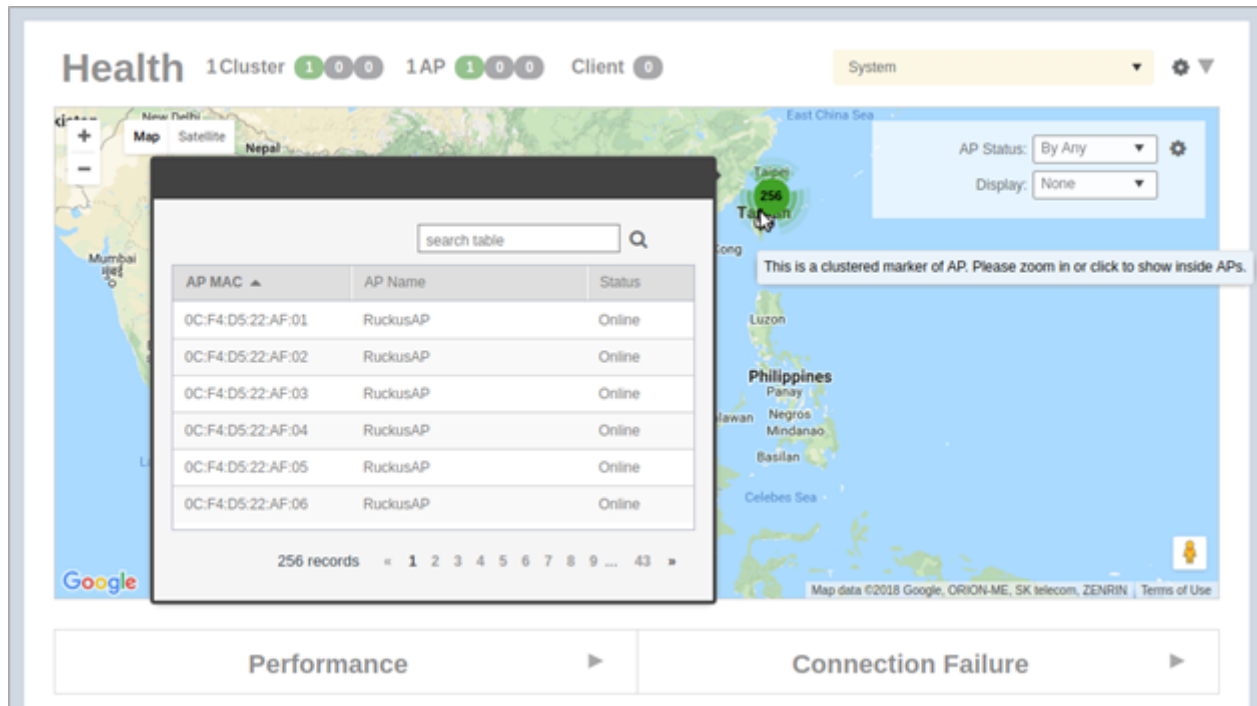 Health 1 Cluster 1 0 0 1 AP 1 0 0 Client 0 System
New Delhi East China Sea
+ Map Satellite
Nepal
AP Status: By Any
Taipei
256
Display: None
Mumbai
search table
This is a clustered marker of AP. Please zoom in or click to show inside APs.
AP MAC AP Name Status
0C:F4:D5:22:AF:01 RuckusAP Online
Luzon
0C:F4:D5:22:AF:02 RuckusAP Online
Philippines
Panay
0C:F4:D5:22:AF:03 RuckusAP Online
Negros
0C:F4:D5:22:AF:04 RuckusAP Online
Mindanao
Basilan
0C:F4:D5:22:AF:05 RuckusAP Online
Celebes Sea
0C:F4:D5:22:AF:06 RuckusAP Online
256 records « 1 2 3 4 5 6 7 8 9 ... 43 »
Google
Map data ©2018 Google, ORION-ME, SK telecom, ZENRIN Terms of Use
Performance Connection Failure